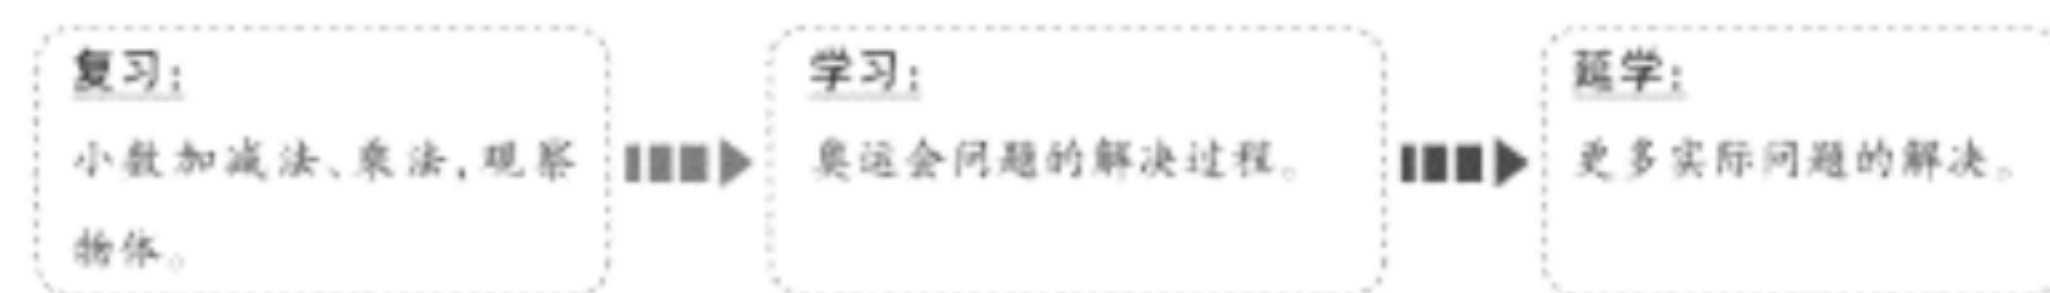 复习：
小数加减法、乘法，观察
物体。
学习：
奥运会问题的解决过程。
延学：
更多实际问题的解决。